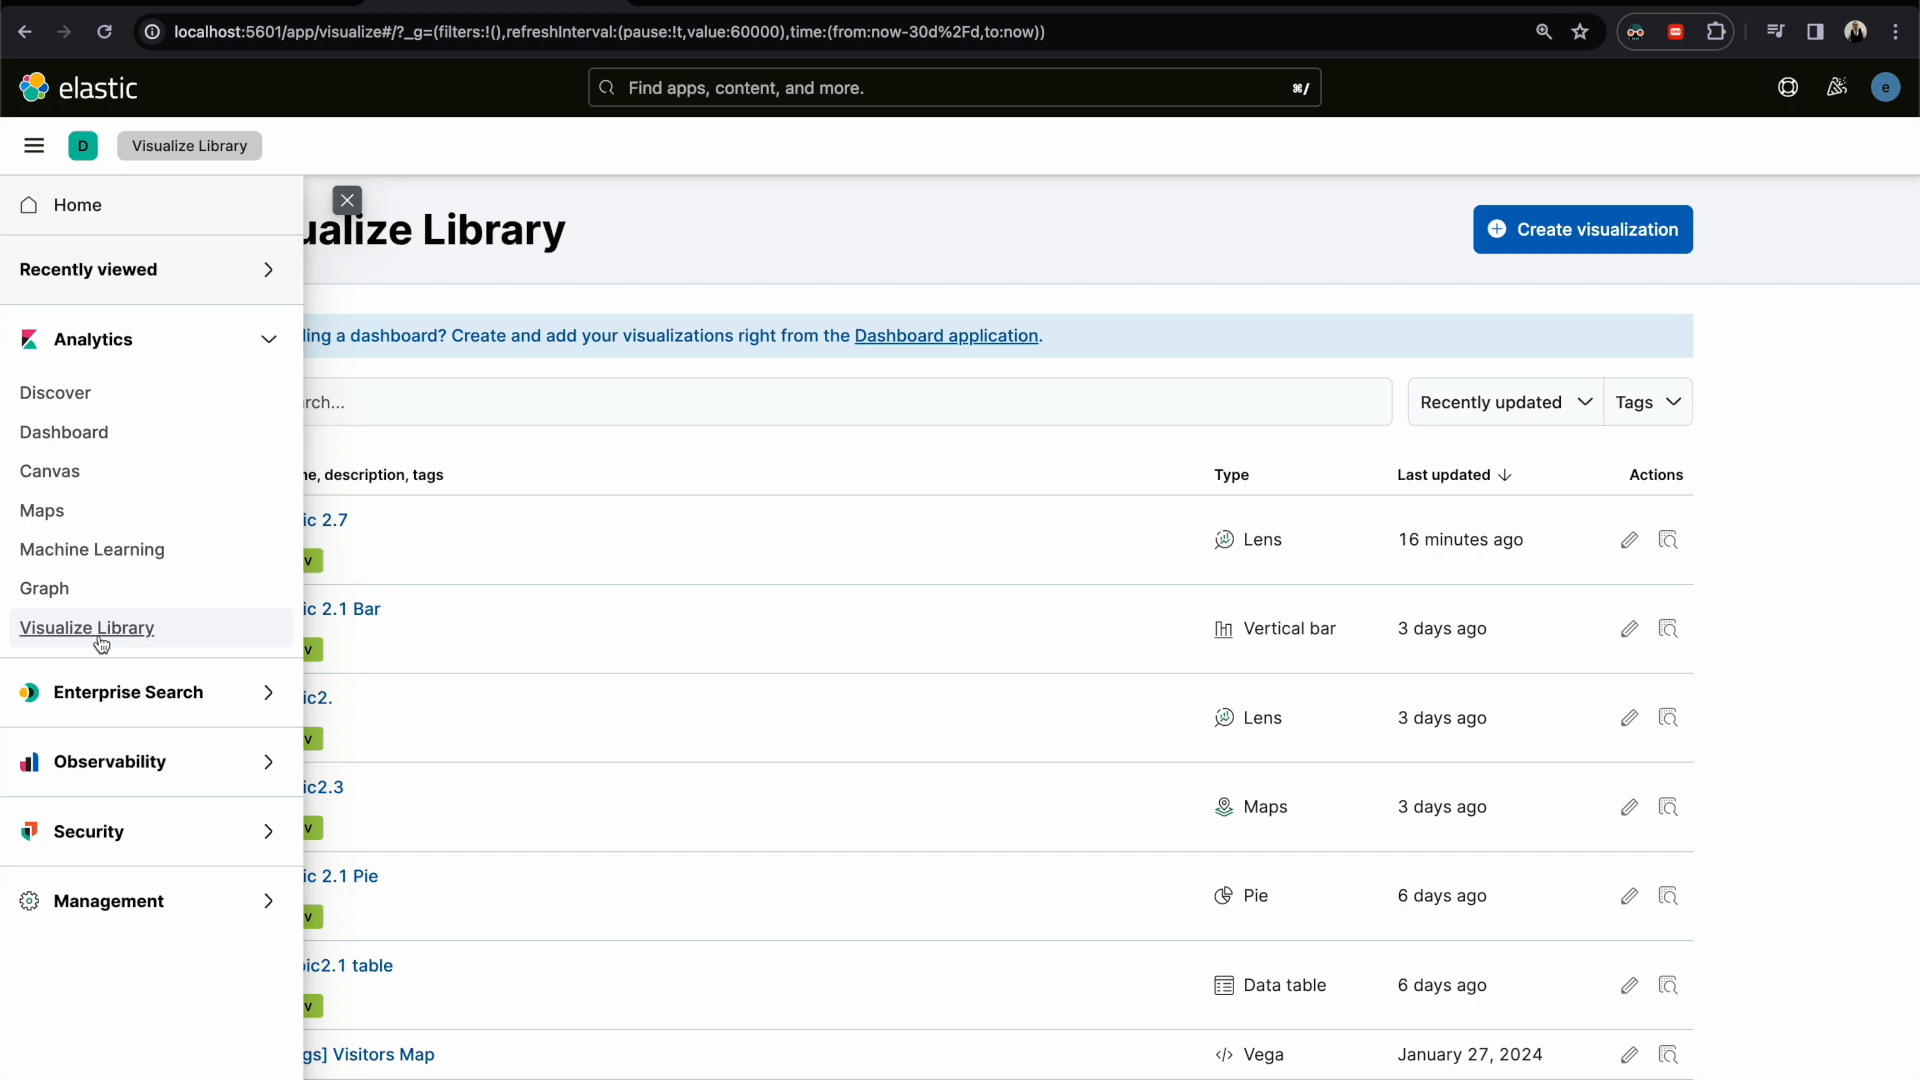 localhost:5601/app/visualize#/?_g=(filters:!(),refreshInterval:(pause:!t,value:60000),time:(from:now-30d%2Fd,to:now))
elastic
Find apps, content, and more.
⌘/
e
D
Visualize Library
Home
ualize Library
Create visualization
Recently viewed
Analytics
ling a dashboard? Create and add your visualizations right from the Dashboard application.
Discover
rch...
Recently updated
Tags
Dashboard
Canvas
ne, description, tags
Type
Last updated
Actions
Maps
ic 2.7
Lens
16 minutes ago
v
Machine Learning
Graph
ic 2.1 Bar
Vertical bar
3 days ago
v
Visualize Library
Enterprise Search
ic2.
Lens
3 days ago
v
Observability
ic2.3
Maps
3 days ago
v
Security
ic 2.1 Pie
Pie
6 days ago
v
Management
ic2.1 table
Data table
6 days ago
v
gs] Visitors Map
Vega
January 27, 2024